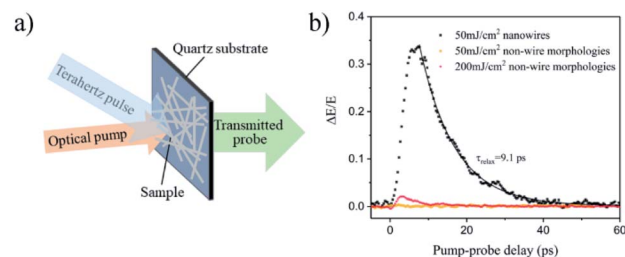 a)
Quartz substrate
Terahertz pulse
Optical pump
Transmitted
probe
Sample
b)
0.4
0.3
0.2
0.1
0.0
ΔE/E
50mJ/cm² nanowires
50mJ/cm² non-wire morphologies
200mJ/cm² non-wire morphologies
τrelax=9.1 ps
0
20
40
60
Pump-probe delay (ps)